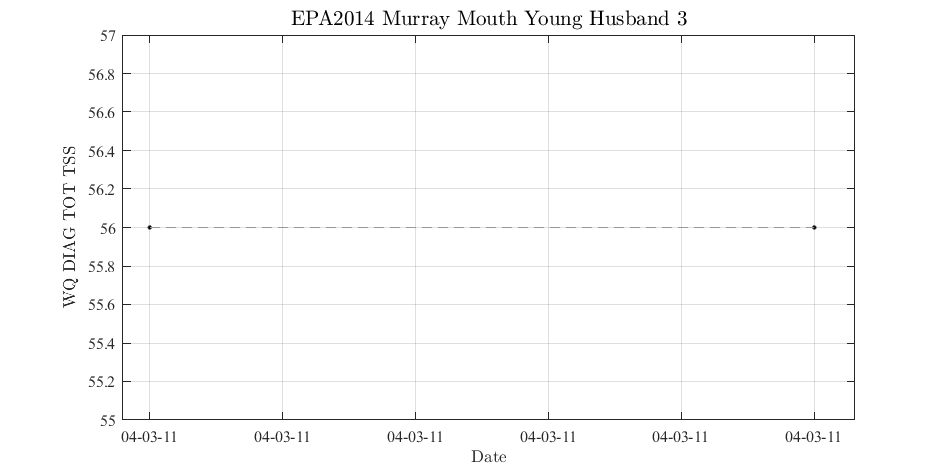 EPA2014 Murray Mouth Young Husband 3
57
56.8
56.6
56.4
56.2
56
55.8
55.6
55.4
55.2
55
WQ DIAG TOT TSS
04-03-11 04-03-11 04-03-11 04-03-11 04-03-11 04-03-11
Date